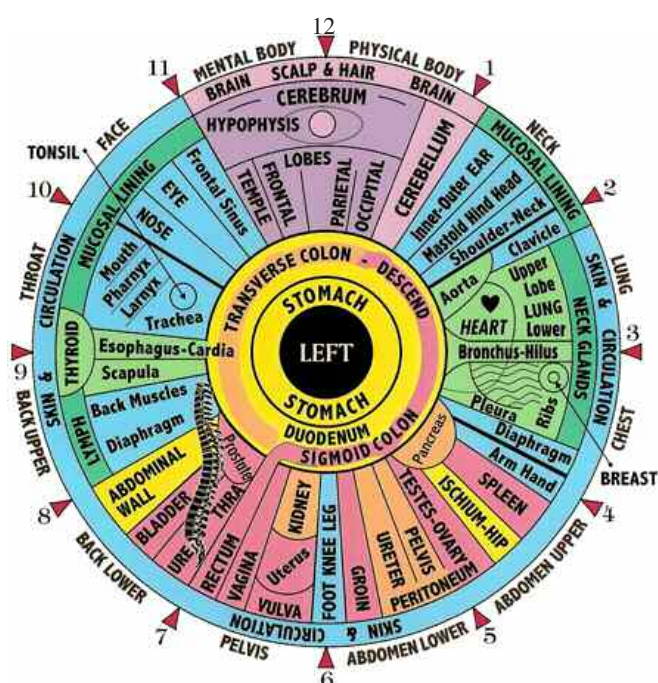 12
MENTAL BODY
PHYSICAL BODY
11
1
BRAIN
SCALP & HAIR
BRAIN
CEREBRUM
HYPOPHYSIS
LOBES
TEMPLE
FRONTAL
PARIETAL
OCCIPITAL
CEREBELLUM
FACE
NECK
TONSIL
MUCOSAL LINING
MUCOSAL LINING
10
2
EYE
Frontal Sinus
NOSE
Inner-Outer EAR
Mastoid Hind Head
Shoulder-Neck
Clavicle
Mouth
Pharnyx
Larnyx
Trachea
THROAT
SKIN & CIRCULATION
THYROID
Esophagus-Cardia
Scapula
9
BACK UPPER
LYMPH
Back Muscles
Diaphragm
TRANSVERSE COLON - DESCEND
STOMACH
LEFT
STOMACH
DUODENUM
SIGMOID COLON
Aorta
Upper
Lobe
LUNG
Lower
HEART
Bronchus-Hilus
Pleura
Ribs
NECK GLANDS
SKIN & CIRCULATION
LUNG
3
CHEST
BREAST
Diaphragm
Arm Hand
4
8
ABDOMINAL
WALL
BLADDER
URE
THRA
Prostate
RECTUM
VAGINA
KIDNEY
Uterus
VULVA
FOOT KNEE LEG
GROIN
URETER
PELVIS
PERITONEUM
TESTES-OVARY
Pancreas
ISCHIUM-HIP
SPLEEN
BACK LOWER
ABDOMEN UPPER
7
5
SKIN & CIRCULATION
PELVIS
ABDOMEN LOWER
6